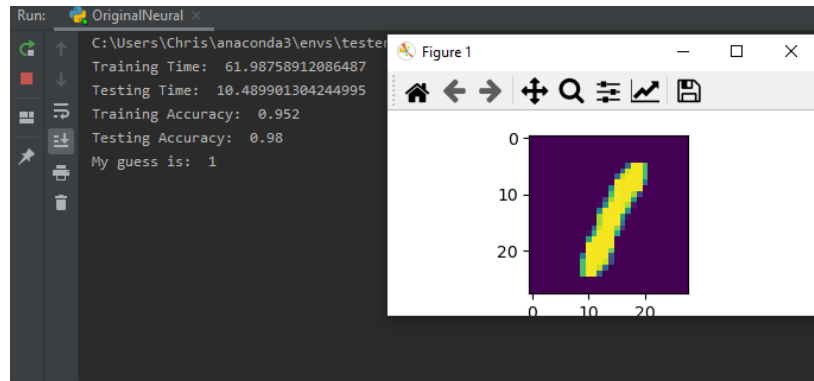 Run: OriginalNeural
C:\Users\Chris\anaconda3\envs\tester
Training Time:  61.98758912086487
Testing Time:  10.489901304244995
Training Accuracy:  0.952
Testing Accuracy:  0.98
My guess is:  1
Figure 1
0
10
20
0 10 20